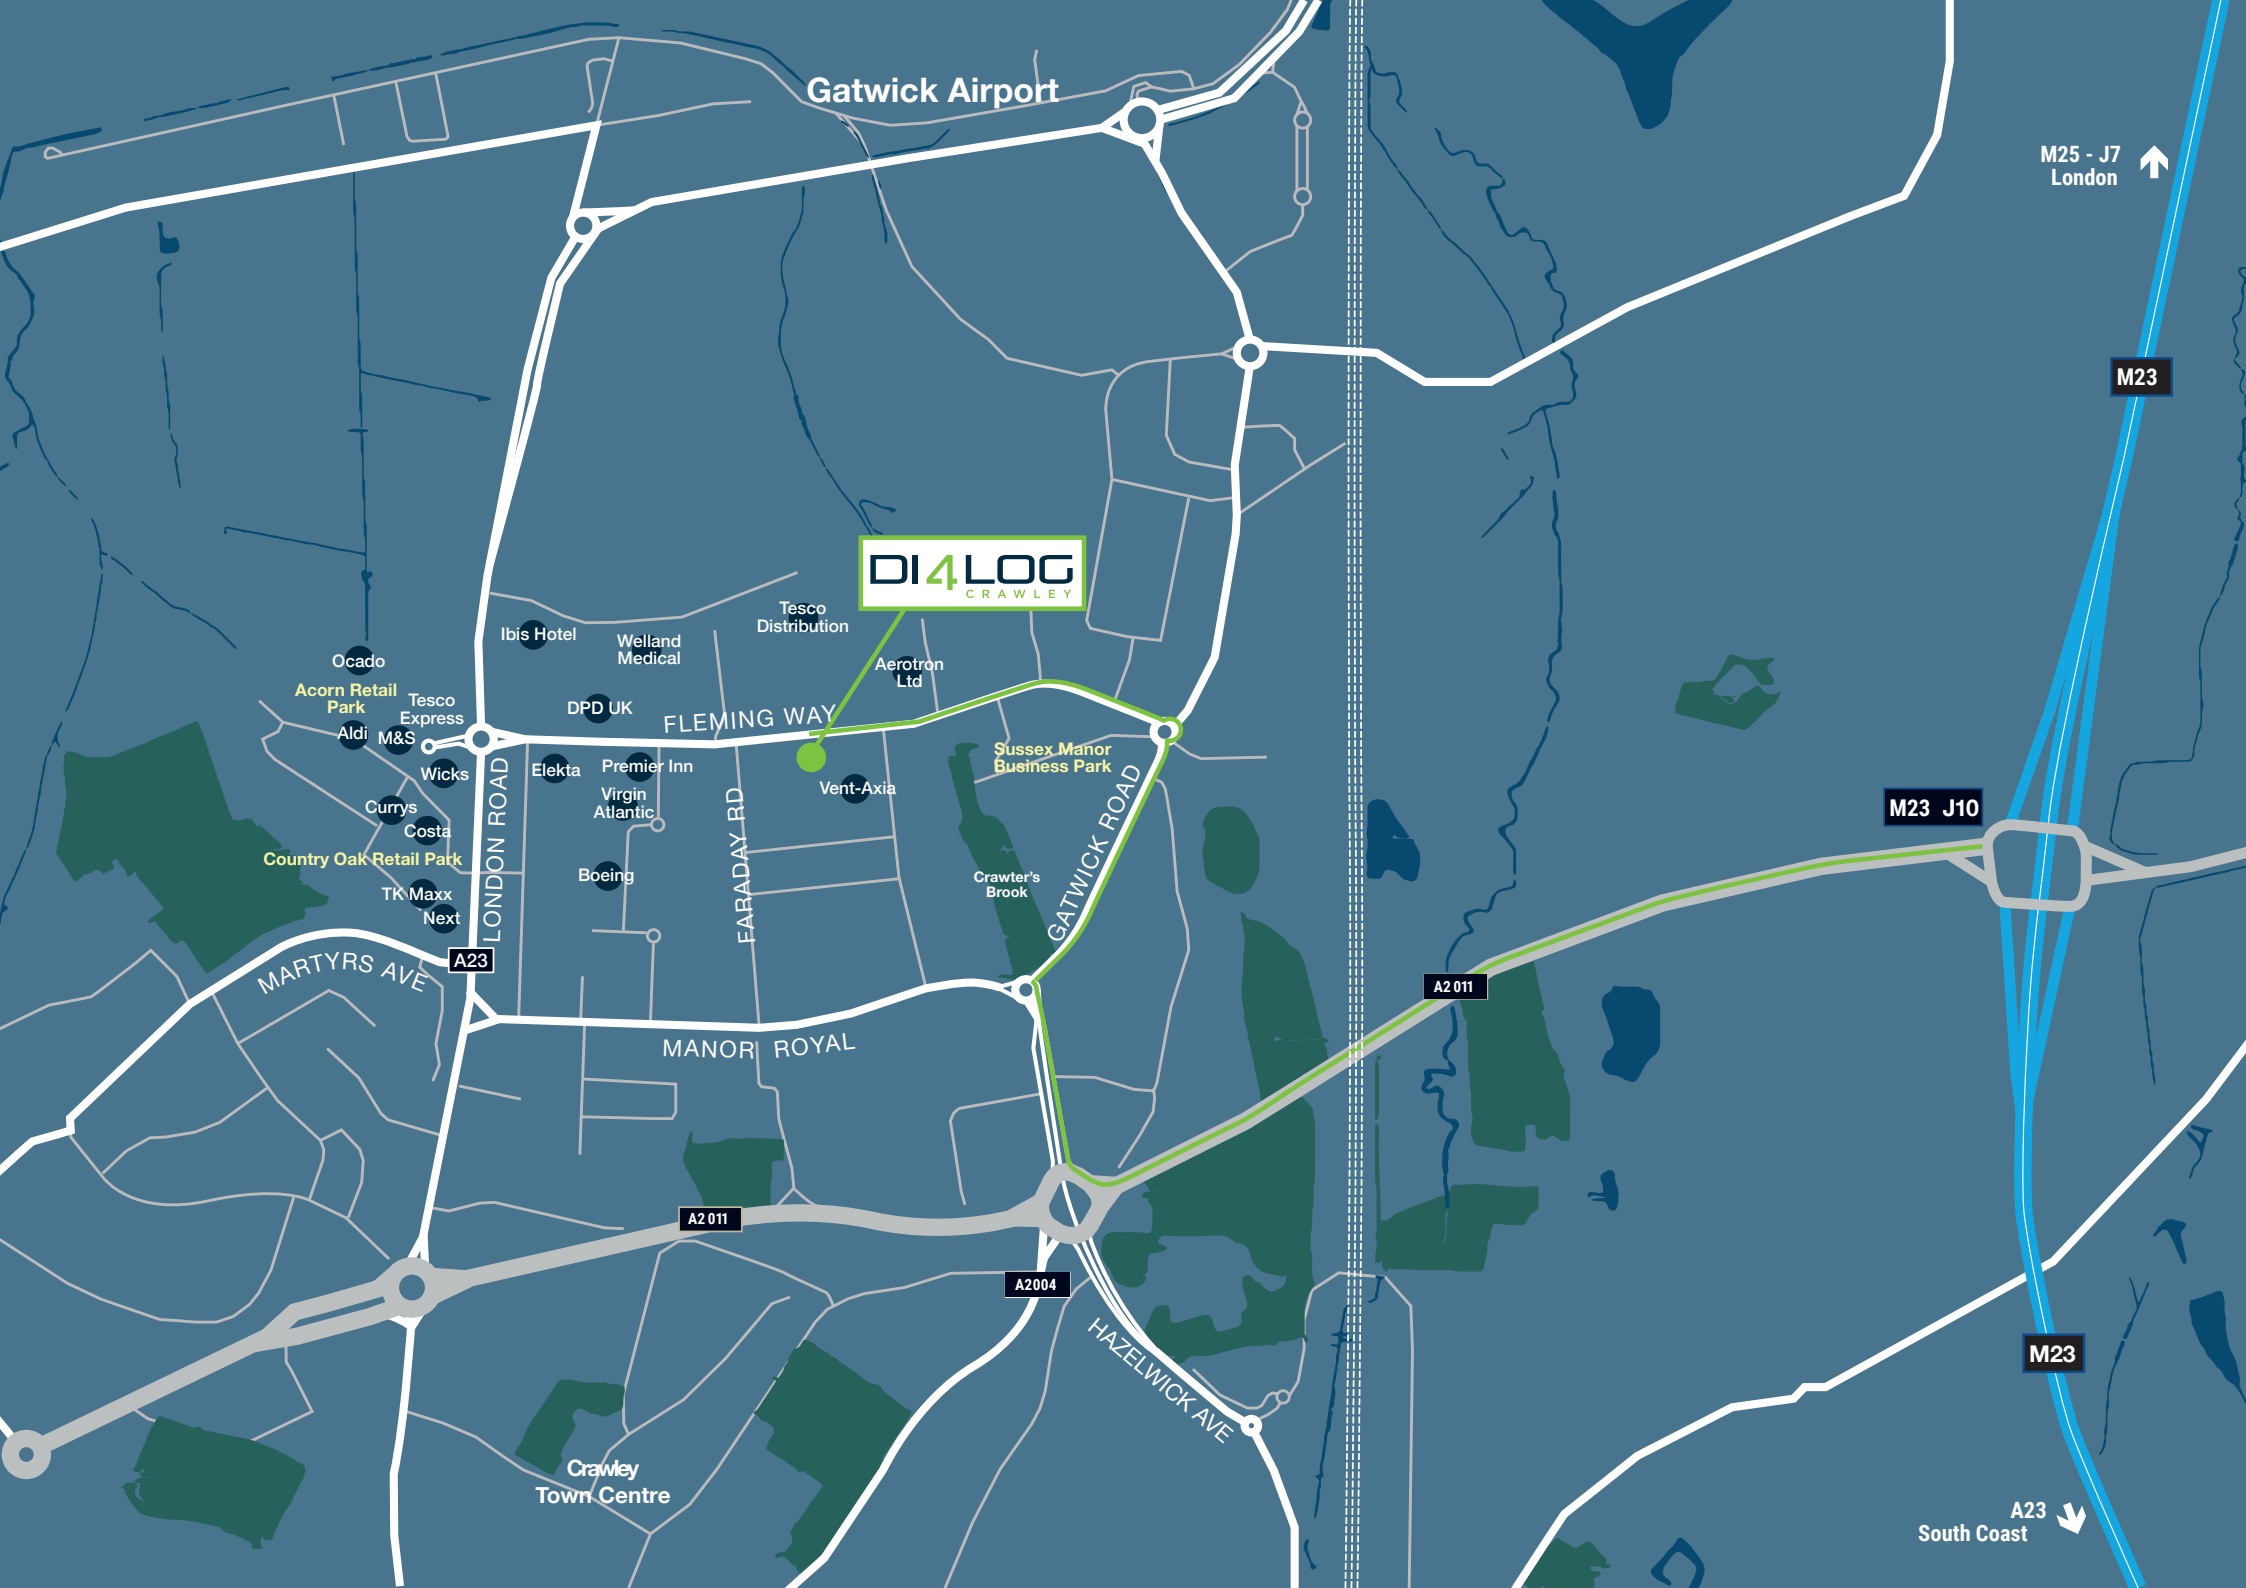 Gatwick Airport
M25 - J7
London
M23
DI4LOG
CRAWLEY
Tesco
Distribution
Ibis Hotel
Welland
Medical
Ocado
Aerotron
Ltd
Acorn Retail
Park
Tesco
Express
DPD UK
FLEMING WAY
Aldi
M&S
Sussex Manor
Business Park
Wicks
Elekta
Premier Inn
Vent-Axia
Virgin
Atlantic
Currys
Costa
LONDON ROAD
FARADAY RD
GATWICK ROAD
M23 J10
Country Oak Retail Park
Boeing
Crawter's
Brook
TK Maxx
Next
A23
MARTYRS AVE
A2011
MANOR ROYAL
A2011
A2004
HAZELWICK AVE
M23
Crawley
Town Centre
A23
South Coast